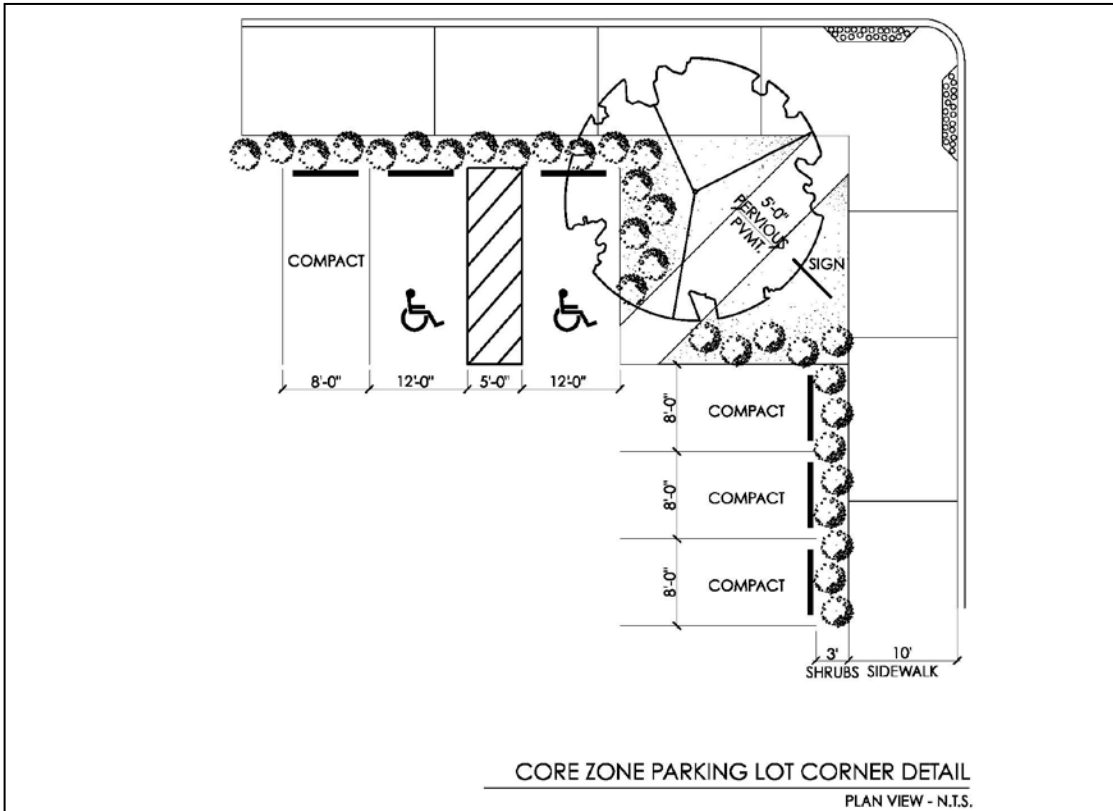 5'-0"
PERVIOUS
PVMT.
SIGN
COMPACT
8'-0"
12'-0"
5'-0"
12'-0"
8'-0"
COMPACT
8'-0"
COMPACT
8'-0"
COMPACT
3' 10'
SHRUBS SIDEWALK
CORE ZONE PARKING LOT CORNER DETAIL
PLAN VIEW - N.T.S.